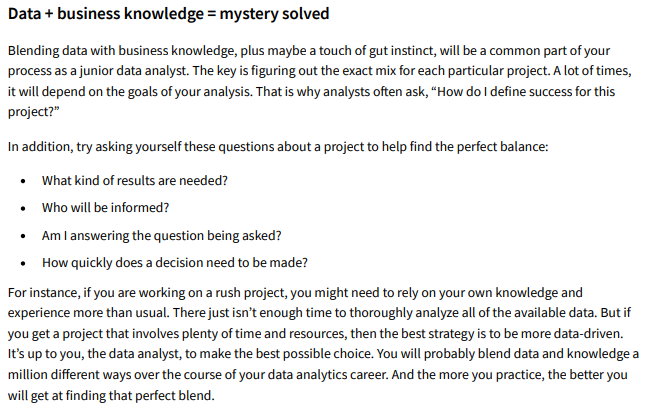 Data + business knowledge = mystery solved
Blending data with business knowledge, plus maybe a touch of gut instinct, will be a common part of your
process as a junior data analyst. The key is figuring out the exact mix for each particular project. A lot of times,
it will depend on the goals of your analysis. That is why analysts often ask, “How do I define success for this
project?”
In addition, try asking yourself these questions about a project to help find the perfect balance:
• What kind of results are needed?
• Who will be informed?
• Am I answering the question being asked?
• How quickly does a decision need to be made?
For instance, if you are working on a rush project, you might need to rely on your own knowledge and
experience more than usual. There just isn’t enough time to thoroughly analyze all of the available data. But if
you get a project that involves plenty of time and resources, then the best strategy is to be more data-driven.
It’s up to you, the data analyst, to make the best possible choice. You will probably blend data and knowledge a
million different ways over the course of your data analytics career. And the more you practice, the better you
will get at finding that perfect blend.